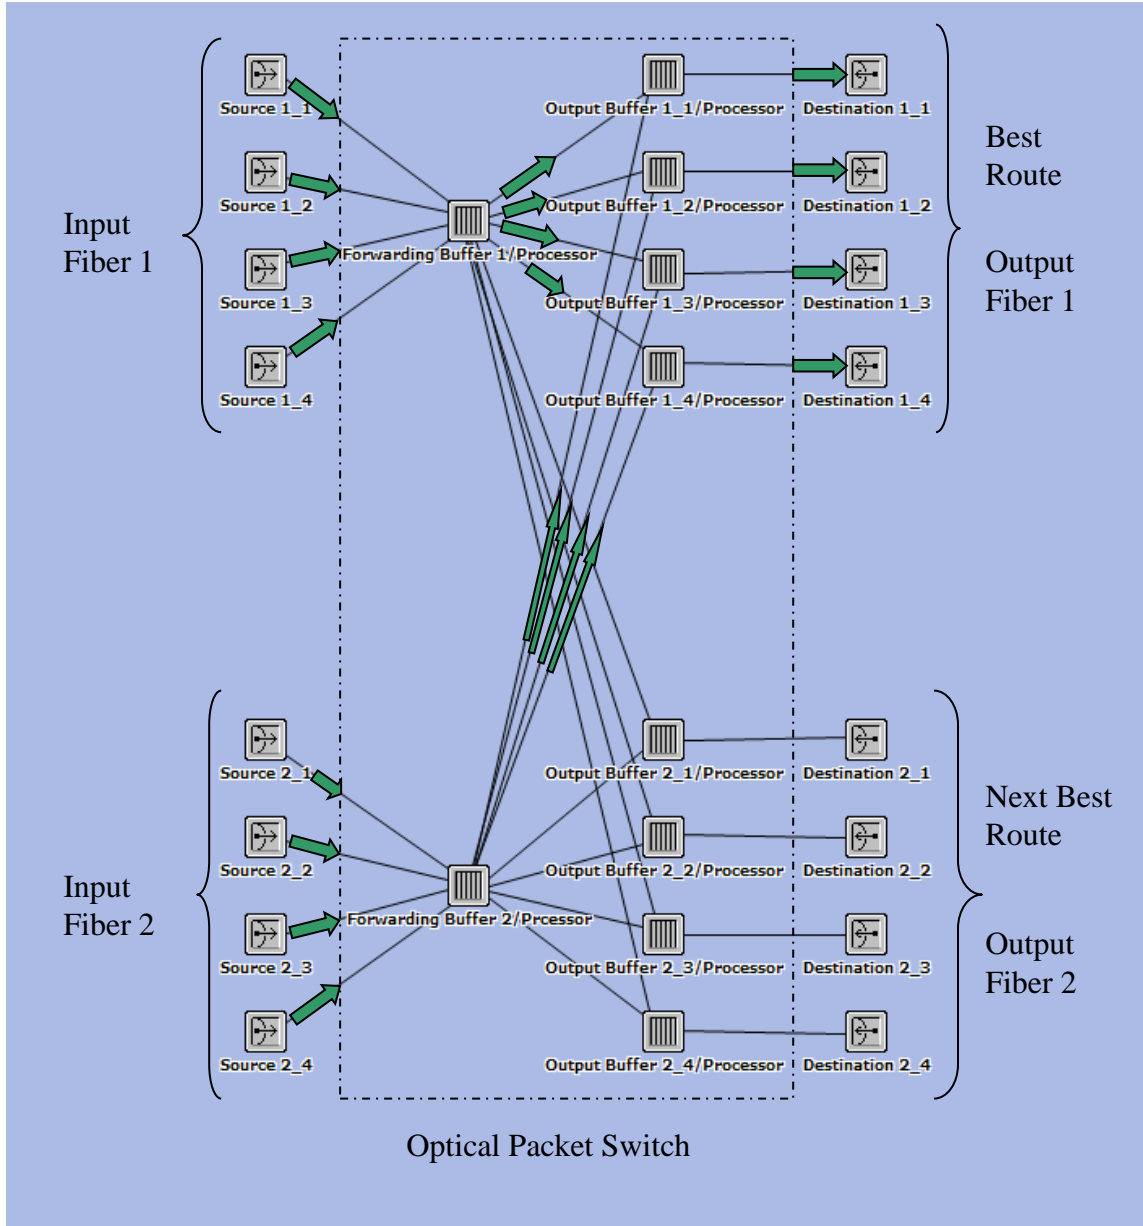 Source 1_1
Output Buffer 1_1/Processor
Destination 1_1
Best
Route
Source 1_2
Output Buffer 1_2/Processor
Destination 1_2
Input
Fiber 1
Forwarding Buffer 1/Processor
Source 1_3
Output Buffer 1_3/Processor
Destination 1_3
Output
Fiber 1
Source 1_4
Output Buffer 1_4/Processor
Destination 1_4
Source 2_1
Output Buffer 2_1/Processor
Destination 2_1
Next Best
Route
Source 2_2
Output Buffer 2_2/Processor
Destination 2_2
Input
Fiber 2
Forwarding Buffer 2/Prcessor
Source 2_3
Output Buffer 2_3/Processor
Destination 2_3
Output
Fiber 2
Source 2_4
Output Buffer 2_4/Processor
Destination 2_4
Optical Packet Switch